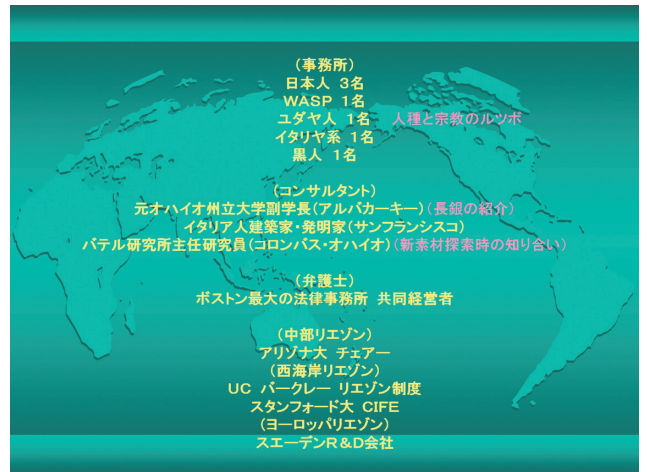 (事務所)
日本人 3名
WASP 1名
ユダヤ人 1名 人種と宗教のルツボ
イタリヤ系 1名
黒人 1名
(コンサルタント)
元オハイオ州立大学副学長(アルバカーキー)(長銀の紹介)
イタリア人建築家・発明家(サンフランシスコ)
バテル研究所主任研究員(コロンバス・オハイオ)(新素材探索時の知り合い)
(弁護士)
ボストン最大の法律事務所 共同経営者
(中部リエゾン)
アリゾナ大 チェアー
(西海岸リエゾン)
UC バークレー リエゾン制度
スタンフォード大 CIFE
(ヨーロッパリエゾン)
スエーデンR&D会社